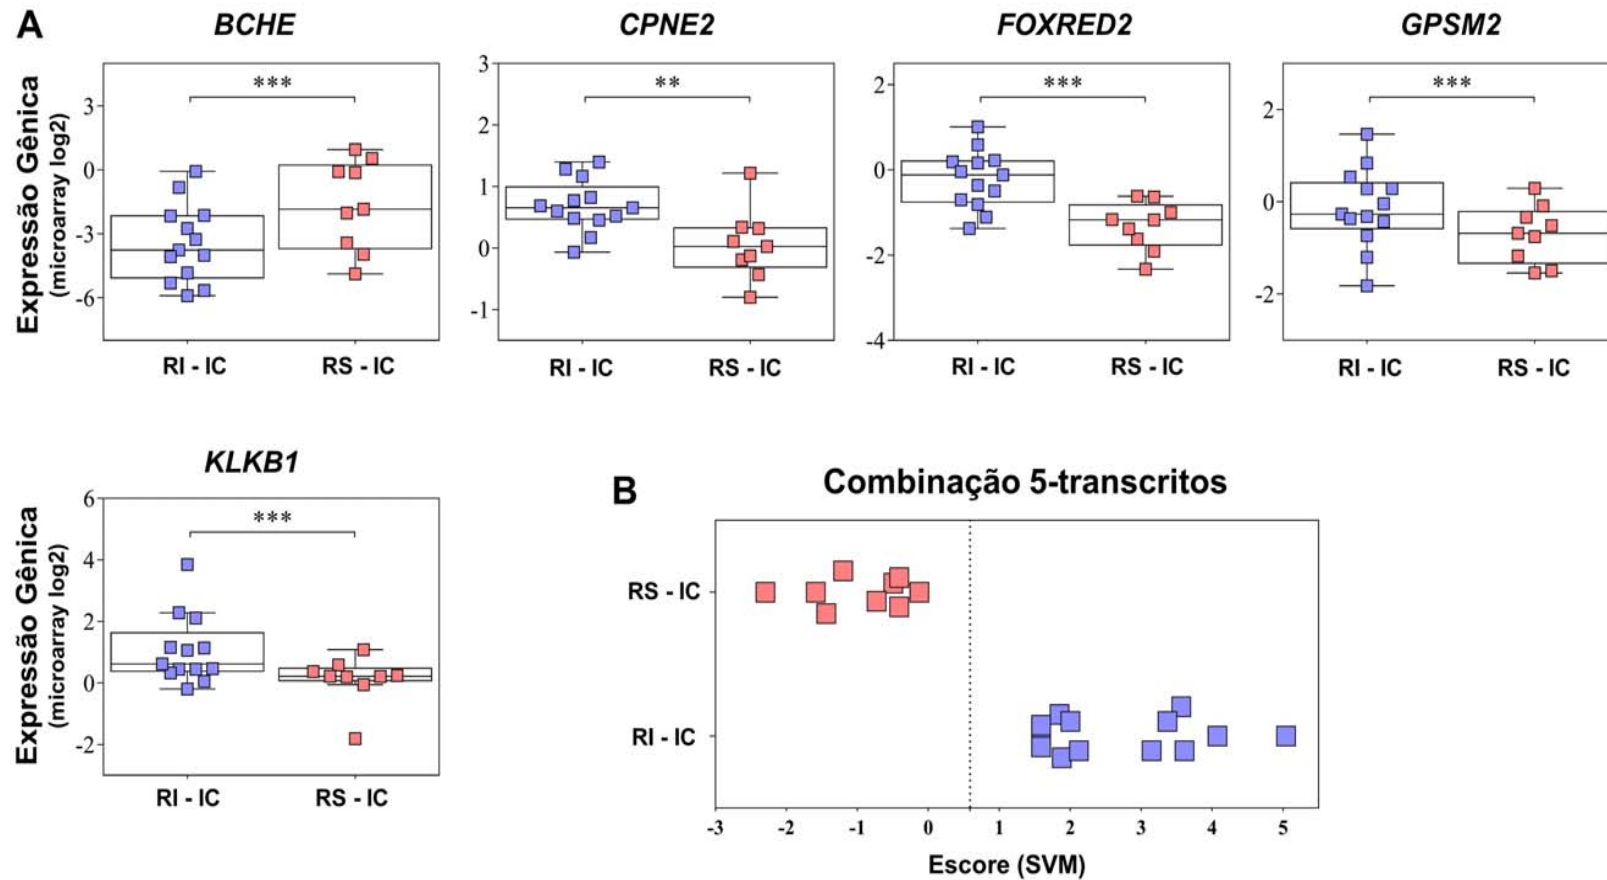 A
BCHE
CPNE2
FOXRED2
GPSM2
Expressão Gênica
(microarray log2)
3
0
-3
-6
***
RI - IC
RS - IC
3
2
1
0
-1
**
RI - IC
RS - IC
2
0
-2
-4
***
RI - IC
RS - IC
2
0
-2
***
RI - IC
RS - IC
KLKB1
Expressão Gênica
(microarray log2)
6
4
2
0
-2
***
RI - IC
RS - IC
B
Combinação 5-transcritos
RS - IC
RI - IC
-3 -2 -1 0 1 2 3 4 5
Escore (SVM)